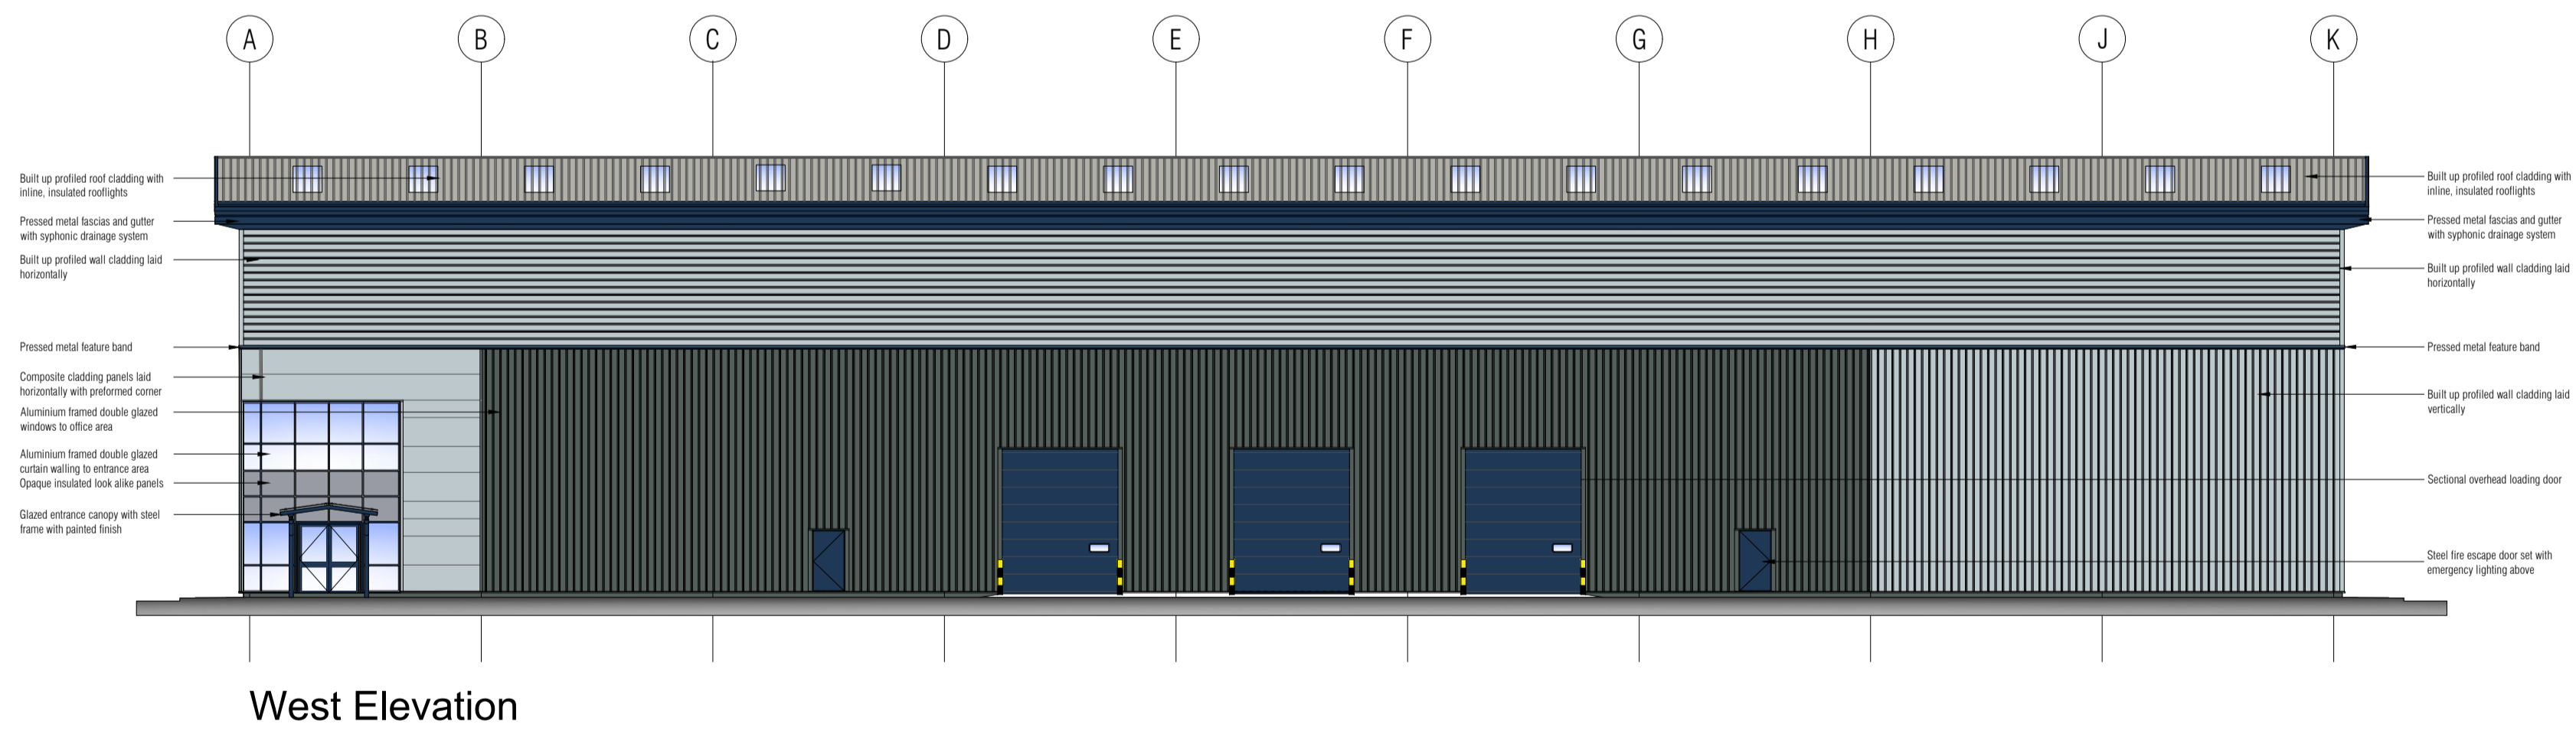 A B C D E F G H J K
Built up profiled roof cladding with
inline, insulated rooflights
Pressed metal fascias and gutter
with syphonic drainage system
Built up profiled wall cladding laid
horizontally
Pressed metal feature band
Composite cladding panels laid
horizontally with preformed corner
Aluminium framed double glazed
windows to office area
Aluminium framed double glazed
curtain walling to entrance area
Opaque insulated look alike panels
Glazed entrance canopy with steel
frame with painted finish
Built up profiled roof cladding with
inline, insulated rooflights
Pressed metal fascias and gutter
with syphonic drainage system
Built up profiled wall cladding laid
horizontally
Pressed metal feature band
Built up profiled wall cladding laid
vertically
Sectional overhead loading door
Steel fire escape door set with
emergency lighting above
West Elevation